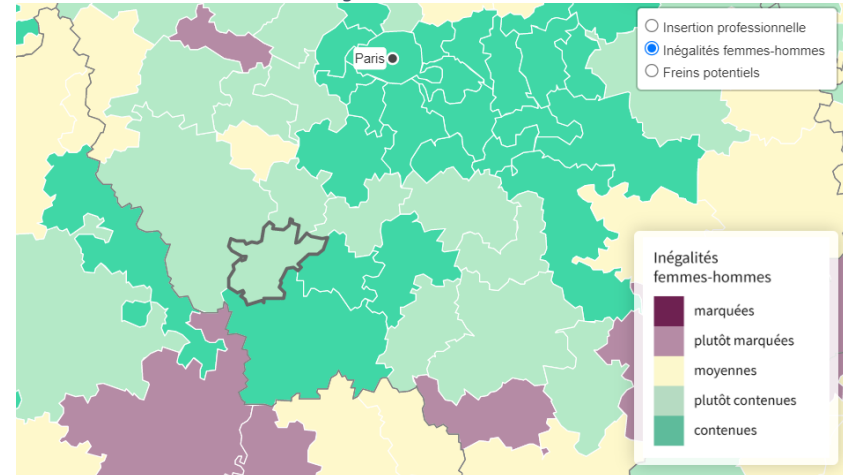 Paris
Insertion professionnelle
Inégalités femmes-hommes
Freins potentiels
Inégalités
femmes-hommes
marquées
plutôt marquées
moyennes
plutôt contenues
contenues